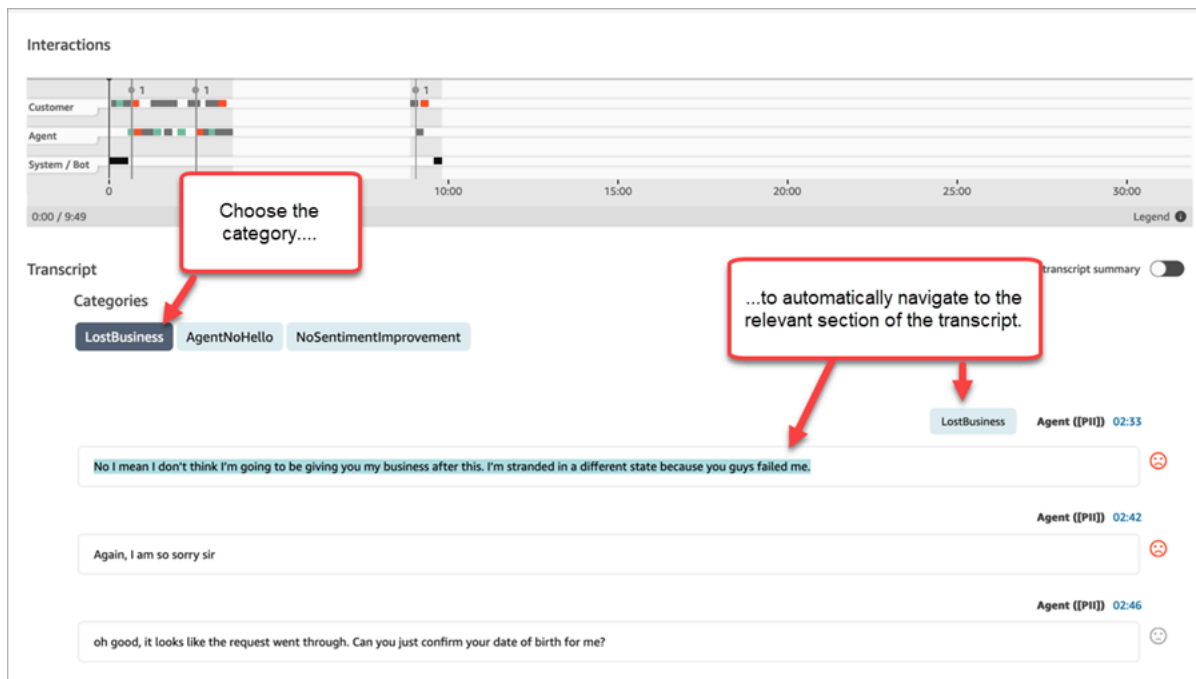 Interactions
1 1 1
Customer
Agent
System / Bot
0 10:00 15:00 20:00 25:00 30:00
0:00 / 9:49 Legend
Choose the
category....
Transcript
transcript summary
Categories
...to automatically navigate to the
relevant section of the transcript.
LostBusiness AgentNoHello NoSentimentImprovement
LostBusiness Agent ([PII]) 02:33
No I mean I don't think I'm going to be giving you my business after this. I'm stranded in a different state because you guys failed me.
Agent ([PII]) 02:42
Again, I am so sorry sir
Agent ([PII]) 02:46
oh good, it looks like the request went through. Can you just confirm your date of birth for me?